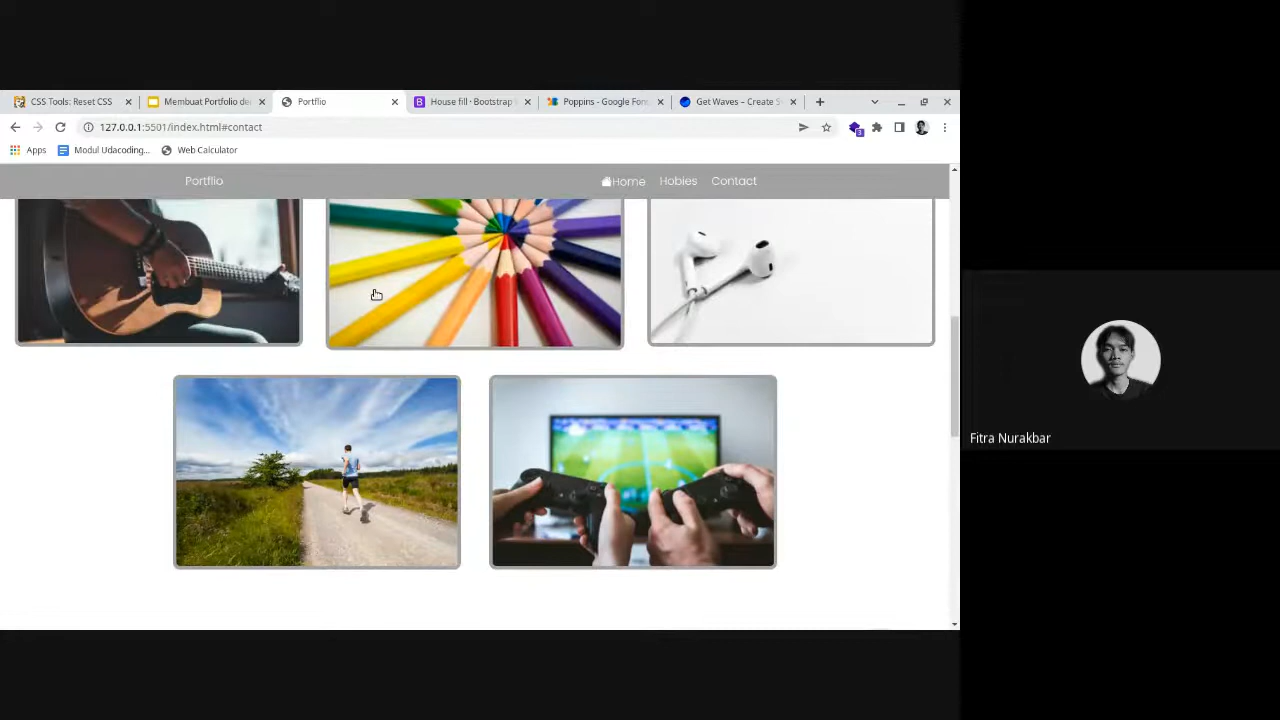 CSS Tools: Reset CSS
Membuat Portfolio de
Portflio
House fill · Bootstrap
Poppins - Google Fon
Get Waves – Create S
127.0.0.1:5501/index.html#contact
3
Apps
Modul Udacoding...
Web Calculator
Portflio
Home
Hobies
Contact
Fitra Nurakbar